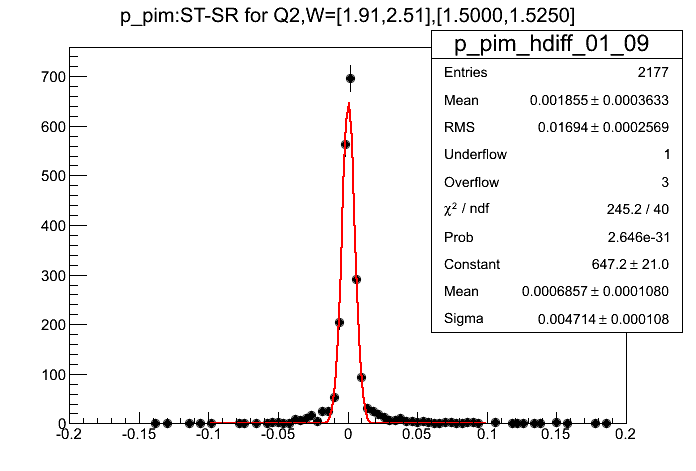 p_pim:ST-SR for Q2,W=[1.91,2.51],[1.5000,1.5250]
p_pim_hdiff_01_09
Entries 2177
Mean 0.001855 ± 0.0003633
RMS 0.01694 ± 0.0002569
Underflow 1
Overflow 3
χ² / ndf 245.2 / 40
Prob 2.646e-31
Constant 647.2 ± 21.0
Mean 0.0006857 ± 0.0001080
Sigma 0.004714 ± 0.000108
700
600
500
400
300
200
100
0
-0.2 -0.15 -0.1 -0.05 0 0.05 0.1 0.15 0.2